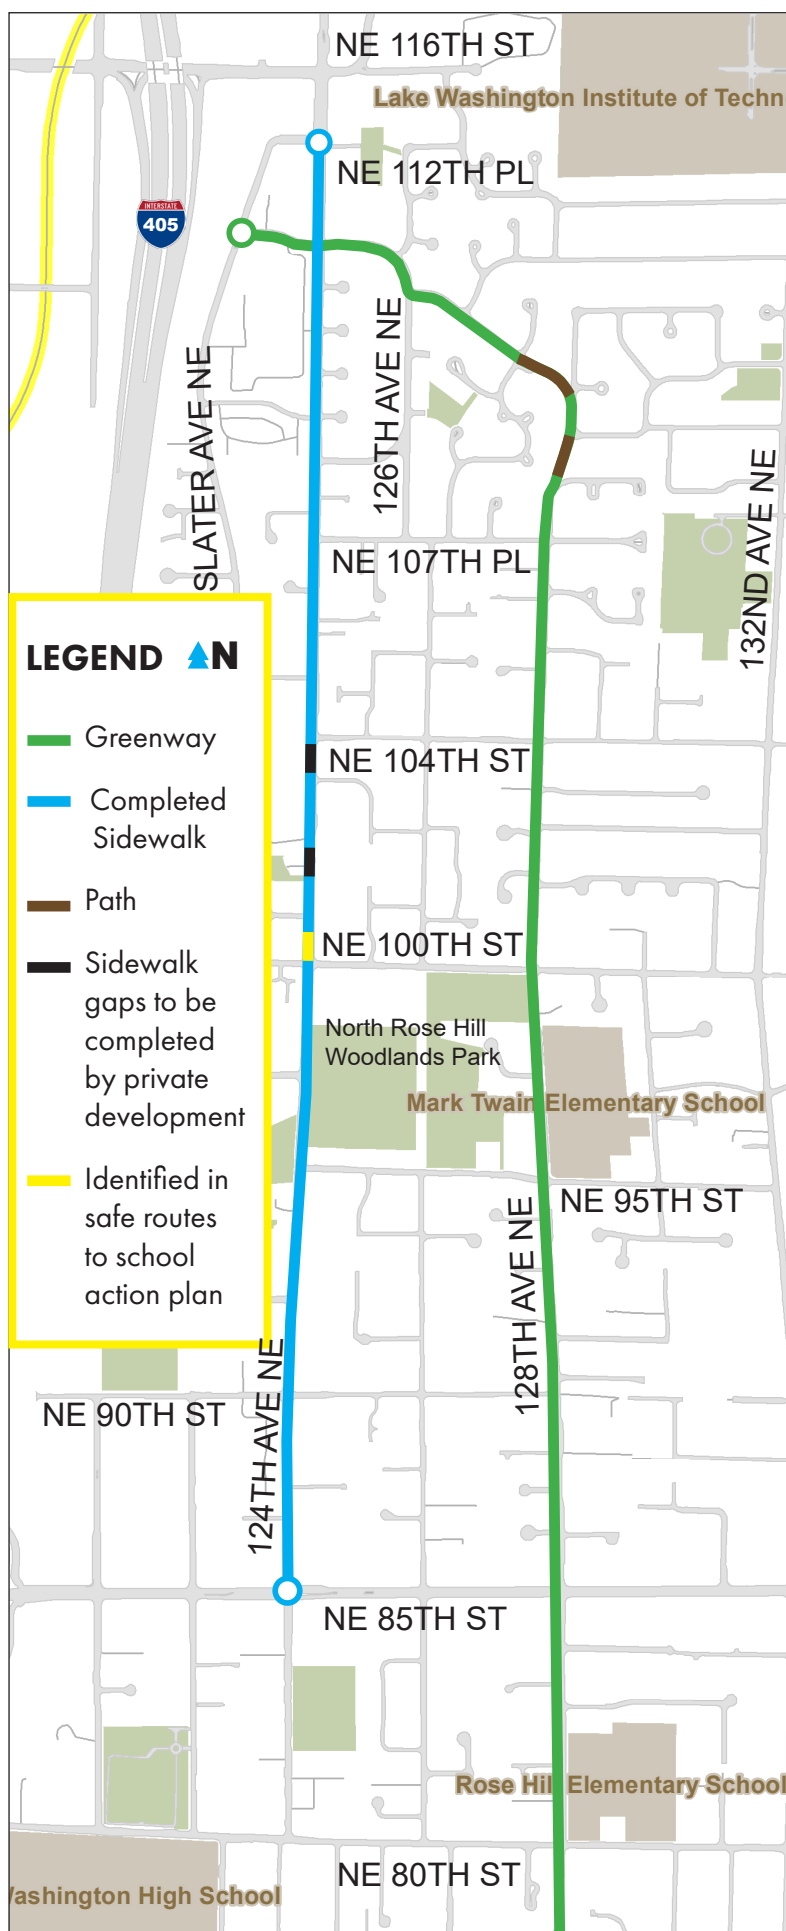 NE 116TH ST
Lake Washington Institute of Techn
NE 112TH PL
INTERSTATE
405
126TH AVE NE
SLATER AVE NE
132ND AVE NE
NE 107TH PL
LEGEND N
Greenway
Completed
Sidewalk
Path
Sidewalk
gaps to be
completed
by private
development
Identified in
safe routes
to school
action plan
NE 104TH ST
NE 100TH ST
North Rose Hill
Woodlands Park
Mark Twain Elementary School
NE 95TH ST
128TH AVE NE
124TH AVE NE
NE 90TH ST
NE 85TH ST
Rose Hill Elementary School
NE 80TH ST
Washington High School